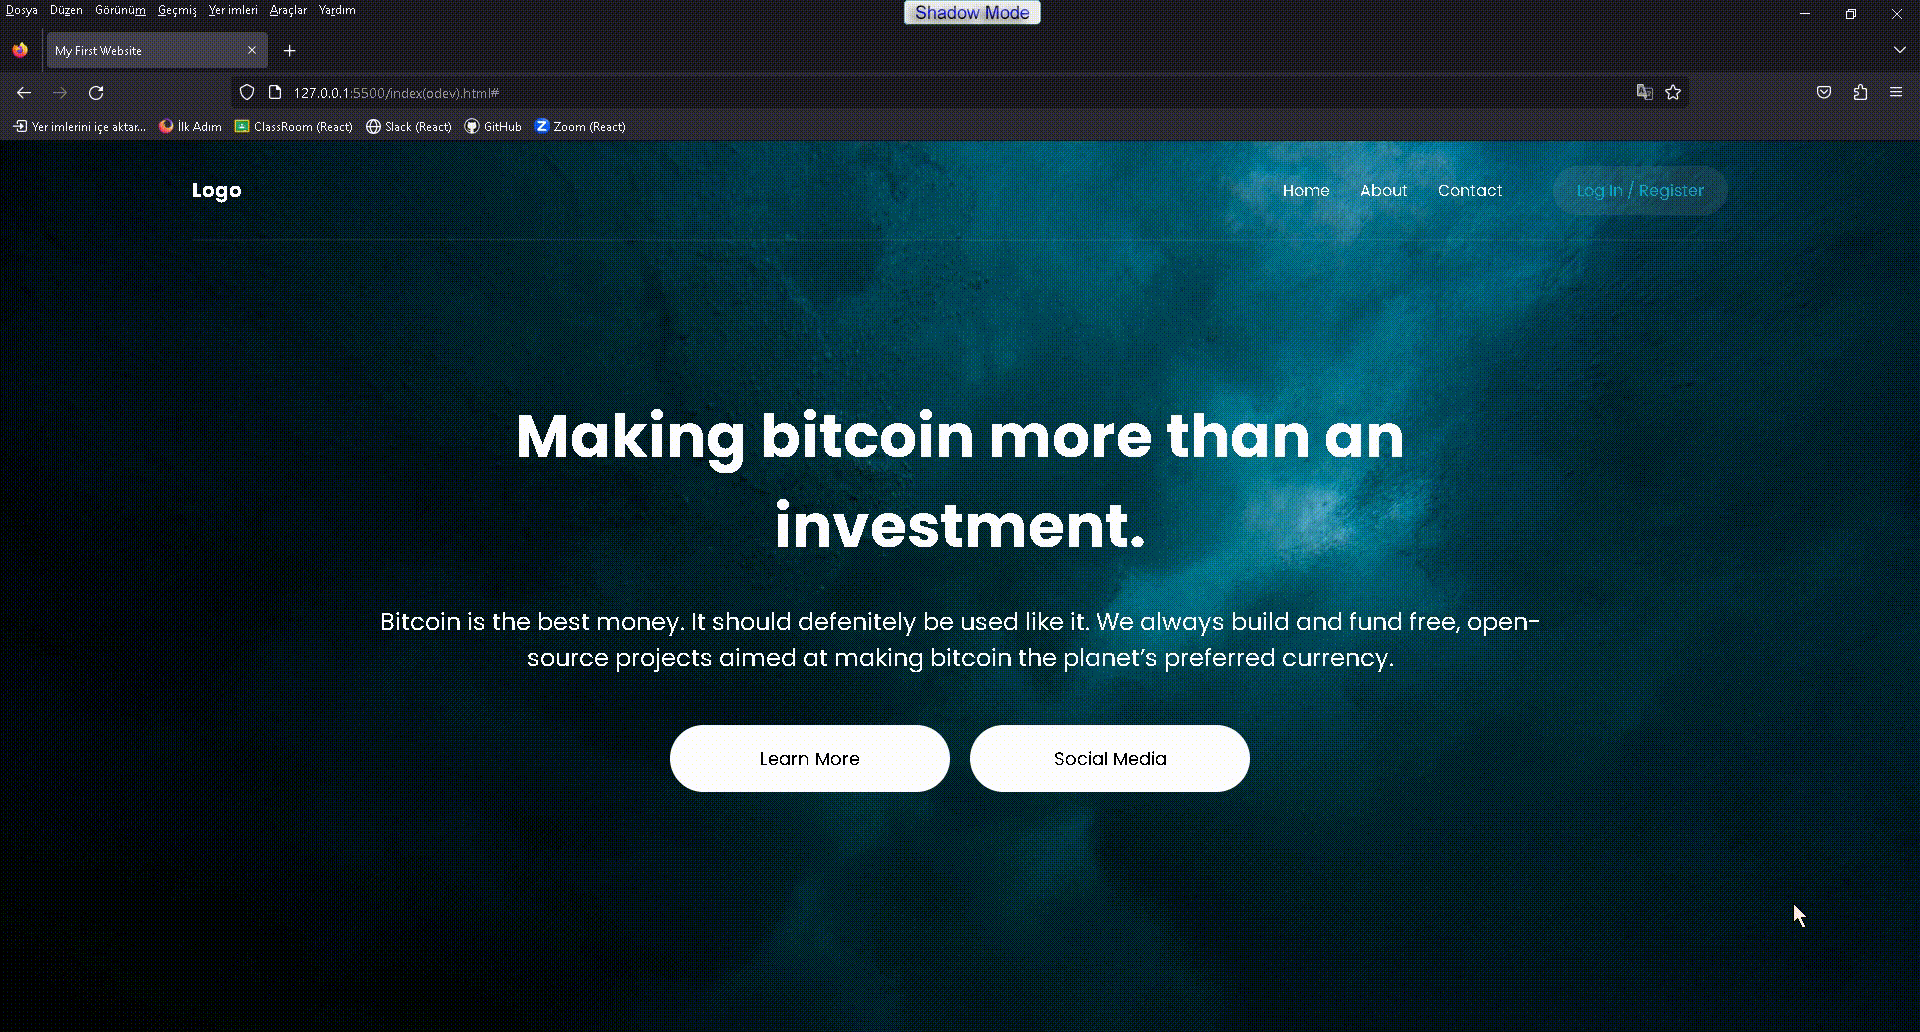 Dosya Düzen Görünüm Geçmiş Yer imleri Araçlar Yardım
Shadow Mode
My First Website
127.0.0.1:5500/index(odev).html#
Yer imlerini içe aktar... İlk Adım ClassRoom (React) Slack (React) GitHub Zoom (React)
Logo
Home About Contact Log In / Register
Making bitcoin more than an
investment.
Bitcoin is the best money. It should defenitely be used like it. We always build and fund free, open-
source projects aimed at making bitcoin the planet’s preferred currency.
Learn More Social Media